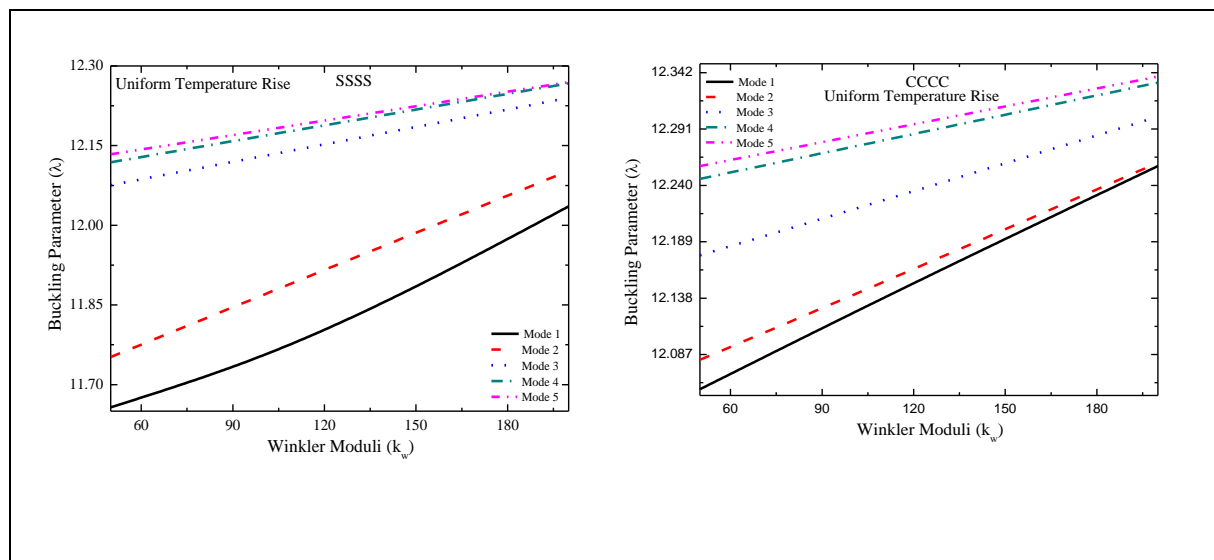 Uniform Temperature Rise SSSS
12.30
12.15
12.00
11.85
11.70
Buckling Parameter (λ)
Mode 1
Mode 2
Mode 3
Mode 4
Mode 5
60 90 120 150 180
Winkler Moduli (k_w)
CCCC
Uniform Temperature Rise
Mode 1
Mode 2
Mode 3
Mode 4
Mode 5
12.342
12.291
12.240
12.189
12.138
12.087
Buckling Parameter (λ)
60 90 120 150 180
Winkler Moduli (k_w)